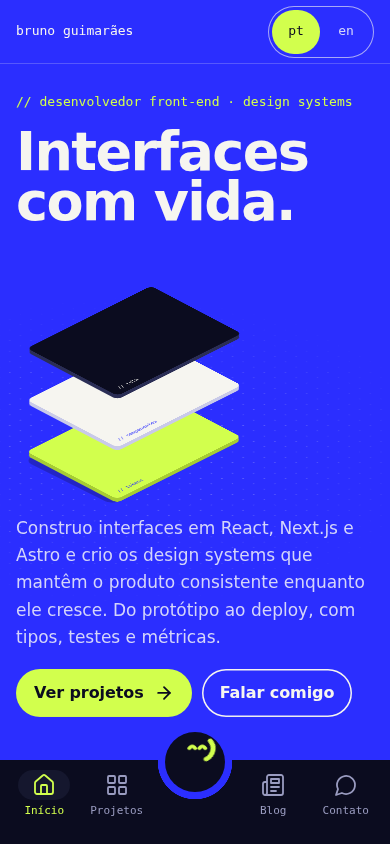 bruno guimarães
pt
en
// desenvolvedor front-end · design systems
Interfaces
com vida.
Construo interfaces em React, Next.js e
Astro e crio os design systems que
mantêm o produto consistente enquanto
ele cresce. Do protótipo ao deploy, com
tipos, testes e métricas.
Ver projetos
Falar comigo
Início
Projetos
Blog
Contato